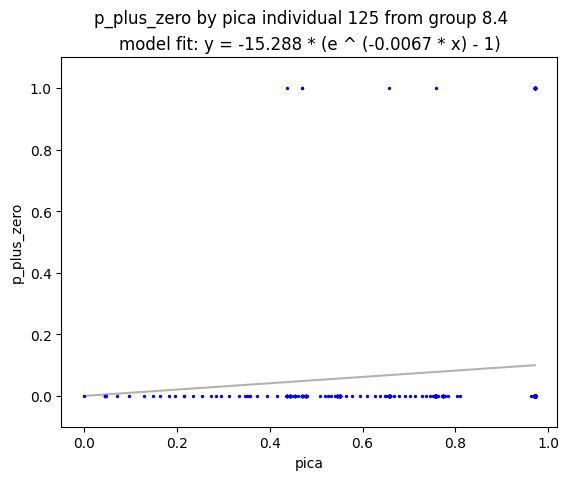 p_plus_zero by pica individual 125 from group 8.4
model fit: y = -15.288 * (e ^ (-0.0067 * x) - 1)
1.0
0.8
0.6
0.4
0.2
0.0
p_plus_zero
0.0 0.2 0.4 0.6 0.8 1.0
pica